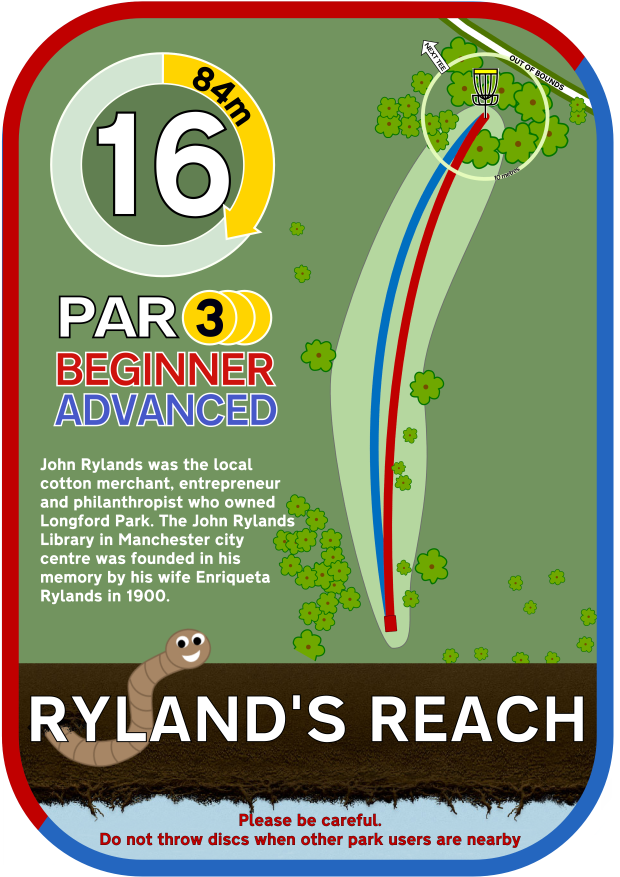 84m
16
NEXT TEE
OUT OF BOUNDS
10 metres
PAR 3
BEGINNER
ADVANCED
John Rylands was the local
cotton merchant, entrepreneur
and philanthropist who owned
Longford Park. The John Rylands
Library in Manchester city
centre was founded in his
memory by his wife Enriqueta
Rylands in 1900.
RYLAND'S REACH
Please be careful.
Do not throw discs when other park users are nearby